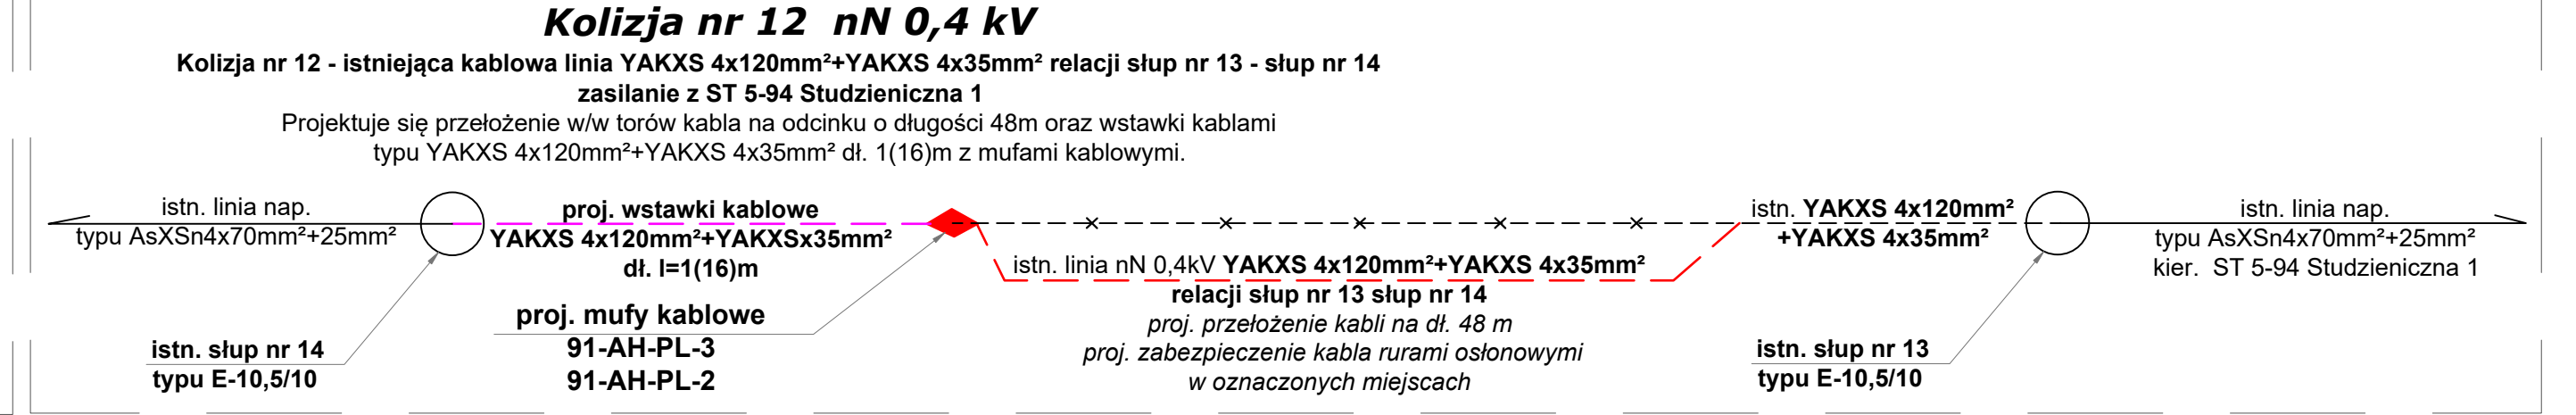 Kolizja nr 12 nN 0,4 kV
Kolizja nr 12 - istniejąca kablowa linia YAKXS 4x120mm²+YAKXS 4x35mm² relacji słup nr 13 - słup nr 14
zasilanie z ST 5-94 Studzieniczna 1
Projektuje się przełożenie w/w torów kabla na odcinku o długości 48m oraz wstawki kablami
typu YAKXS 4x120mm²+YAKXS 4x35mm² dł. 1(16)m z mufami kablowymi.
istn. linia nap.
typu AsXSn4x70mm²+25mm²
proj. wstawki kablowe
YAKXS 4x120mm²+YAKXSx35mm²
dł. l=1(16)m
istn. słup nr 14
typu E-10,5/10
proj. mufy kablowe
91-AH-PL-3
91-AH-PL-2
istn. linia nN 0,4kV YAKXS 4x120mm²+YAKXS 4x35mm²
relacji słup nr 13 słup nr 14
proj. przełożenie kabli na dł. 48 m
proj. zabezpieczenie kabla rurami osłonowymi
w oznaczonych miejscach
istn. YAKXS 4x120mm²
+YAKXS 4x35mm²
istn. słup nr 13
typu E-10,5/10
istn. linia nap.
typu AsXSn4x70mm²+25mm²
kier. ST 5-94 Studzieniczna 1